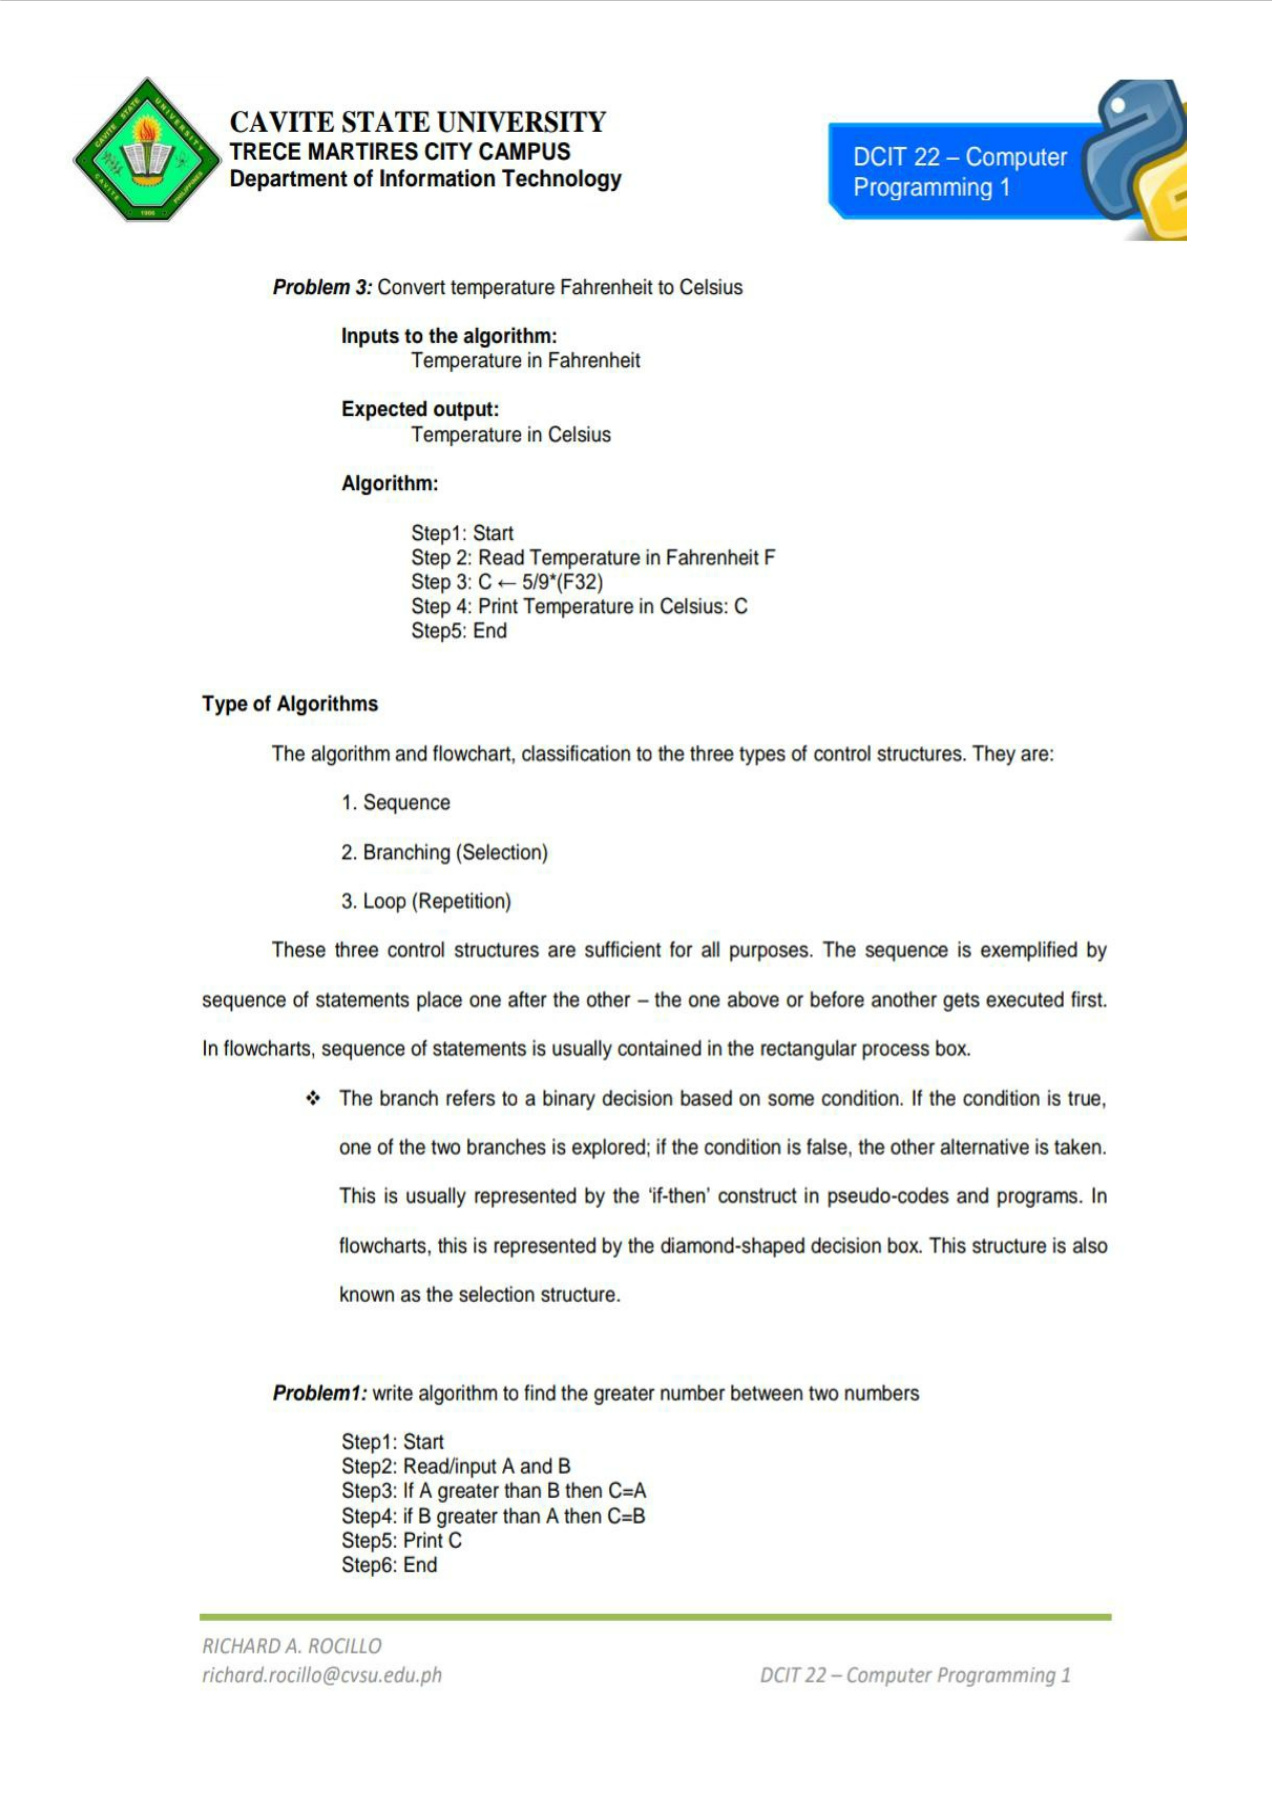 CAVITE STATE UNIVERSITY
TRECE MARTIRES CITY CAMPUS
Department of Information Technology
CAVITE STATE UNIVERSITY
CAVITE PHILIPPINES
1906
DCIT 22 – Computer
Programming 1
Problem 3: Convert temperature Fahrenheit to Celsius
Inputs to the algorithm:
Temperature in Fahrenheit
Expected output:
Temperature in Celsius
Algorithm:
Step1: Start
Step 2: Read Temperature in Fahrenheit F
Step 3: C ← 5/9*(F32)
Step 4: Print Temperature in Celsius: C
Step5: End
Type of Algorithms
The algorithm and flowchart, classification to the three types of control structures. They are:
1. Sequence
2. Branching (Selection)
3. Loop (Repetition)
These three control structures are sufficient for all purposes. The sequence is exemplified by
sequence of statements place one after the other – the one above or before another gets executed first.
In flowcharts, sequence of statements is usually contained in the rectangular process box.
❖ The branch refers to a binary decision based on some condition. If the condition is true,
one of the two branches is explored; if the condition is false, the other alternative is taken.
This is usually represented by the ‘if-then’ construct in pseudo-codes and programs. In
flowcharts, this is represented by the diamond-shaped decision box. This structure is also
known as the selection structure.
Problem1: write algorithm to find the greater number between two numbers
Step1: Start
Step2: Read/input A and B
Step3: If A greater than B then C=A
Step4: if B greater than A then C=B
Step5: Print C
Step6: End
RICHARD A. ROCILLO
richard.rocillo@cvsu.edu.ph
DCIT 22 – Computer Programming 1